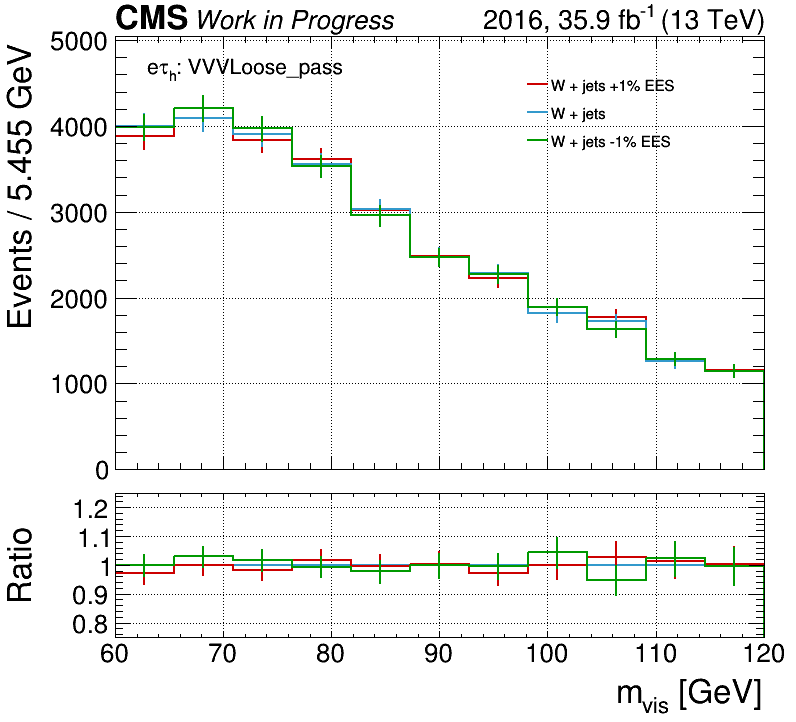 CMS Work in Progress 2016, 35.9 fb⁻¹ (13 TeV)
Events / 5.455 GeV
5000
4000
3000
2000
1000
0
eτₕ: VVVLoose_pass
W + jets +1% EES
W + jets
W + jets -1% EES
Ratio
1.2
1.1
1
0.9
0.8
60 70 80 90 100 110 120
m_vis [GeV]